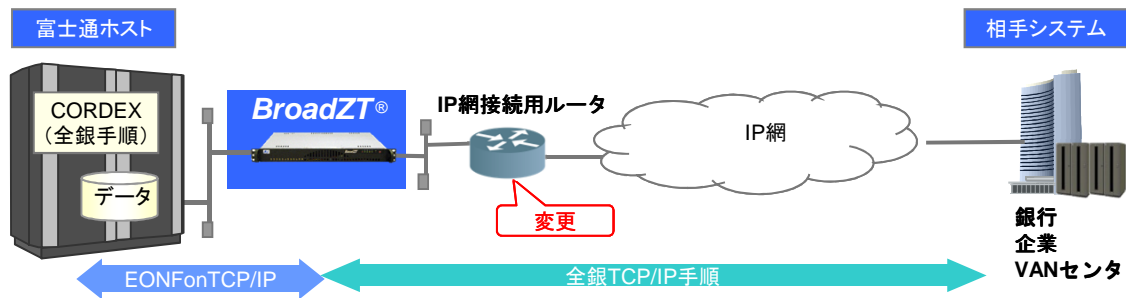 富士通ホスト
相手システム
CORDEX
(全銀手順)
データ
BroadZT®
IP網接続用ルータ
IP網
変更
銀行
企業
VANセンタ
EONFonTCP/IP
全銀TCP/IP手順